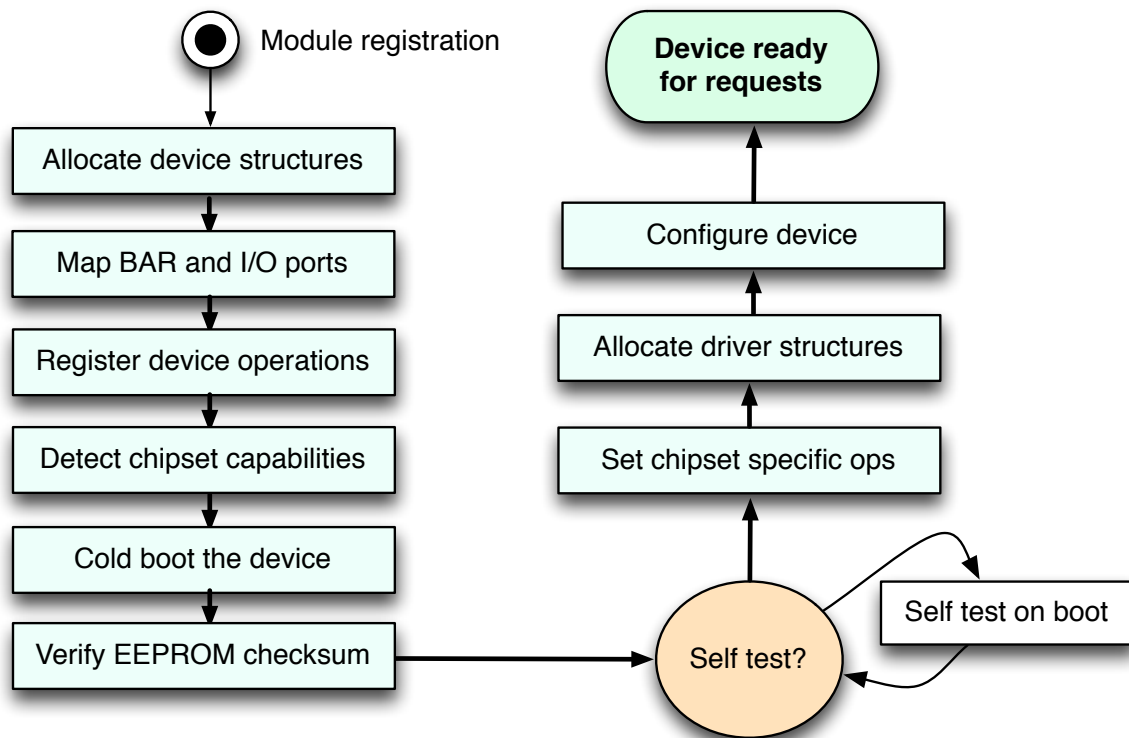 Module registration
Allocate device structures
Map BAR and I/O ports
Register device operations
Detect chipset capabilities
Cold boot the device
Verify EEPROM checksum
Self test?
Self test on boot
Set chipset specific ops
Allocate driver structures
Configure device
Device ready
for requests